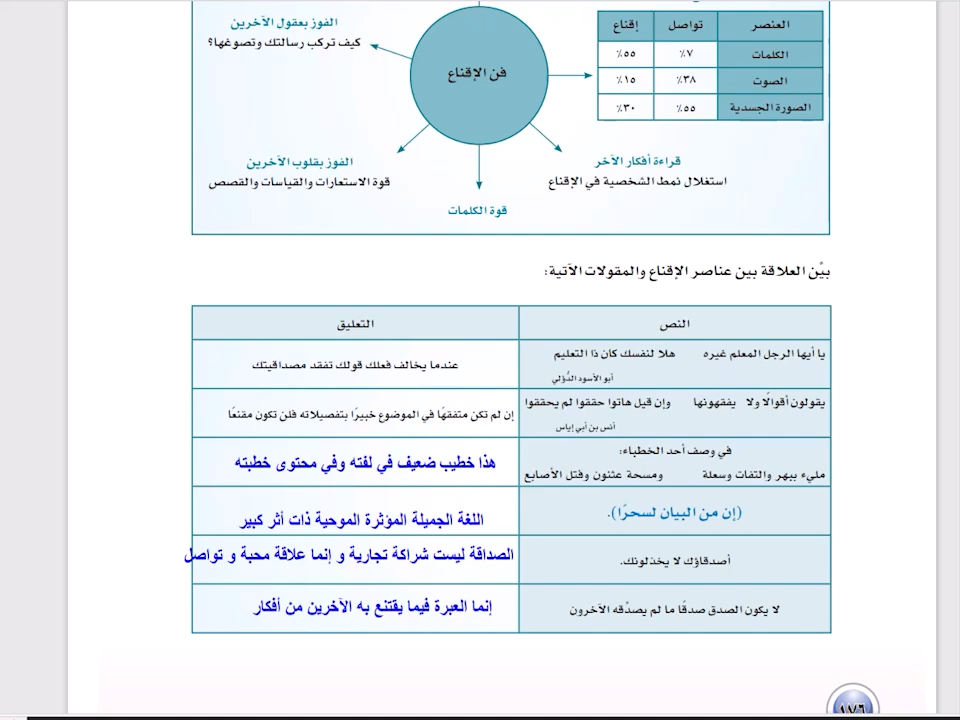 العنصر تواصل إقناع
الكلمات ٧٪ ٥٥٪
الصوت ٣٨٪ ١٥٪
الصورة الجسدية ٥٥٪ ٣٠٪
فن الإقناع
الفوز بعقول الآخرين
كيف تركب رسالتك وتصوغها؟
قراءة أفكار الآخر
استغلال نمط الشخصية في الإقناع
الفوز بقلوب الآخرين
قوة الاستعارات والقياسات والقصص
قوة الكلمات
بيِّن العلاقة بين عناصر الإقناع والمقولات الآتية:
النص التعليق
يا أيها الرجل المعلم غيره هلا لنفسك كان ذا التعليم
أبو الأسود الدُّؤلي
عندما يخالف فعلك قولك تفقد مصداقيتك
يقولون أقوالًا ولا يفقهونها وإن قيل هاتوا حققوا لم يحققوا
أنس بن أبي إياس
إن لم تكن متفقهًا في الموضوع خبيرًا بتفصيلاته فلن تكون مقنعًا
في وصف أحد الخطباء:
مليء ببهر والتفات وسعلة ومسحة عثنون وفتل الأصابع
هذا خطيب ضعيف في لغته وفي محتوى خطبته
(إن من البيان لسحرًا).
اللغة الجميلة المؤثرة الموحية ذات أثر كبير
أصدقاؤك لا يخذلونك.
الصداقة ليست شراكة تجارية و إنما علاقة محبة و تواصل
لا يكون الصدق صدقًا ما لم يصدِّقه الآخرون
إنما العبرة فيما يقتنع به الآخرين من أفكار
١٧٦